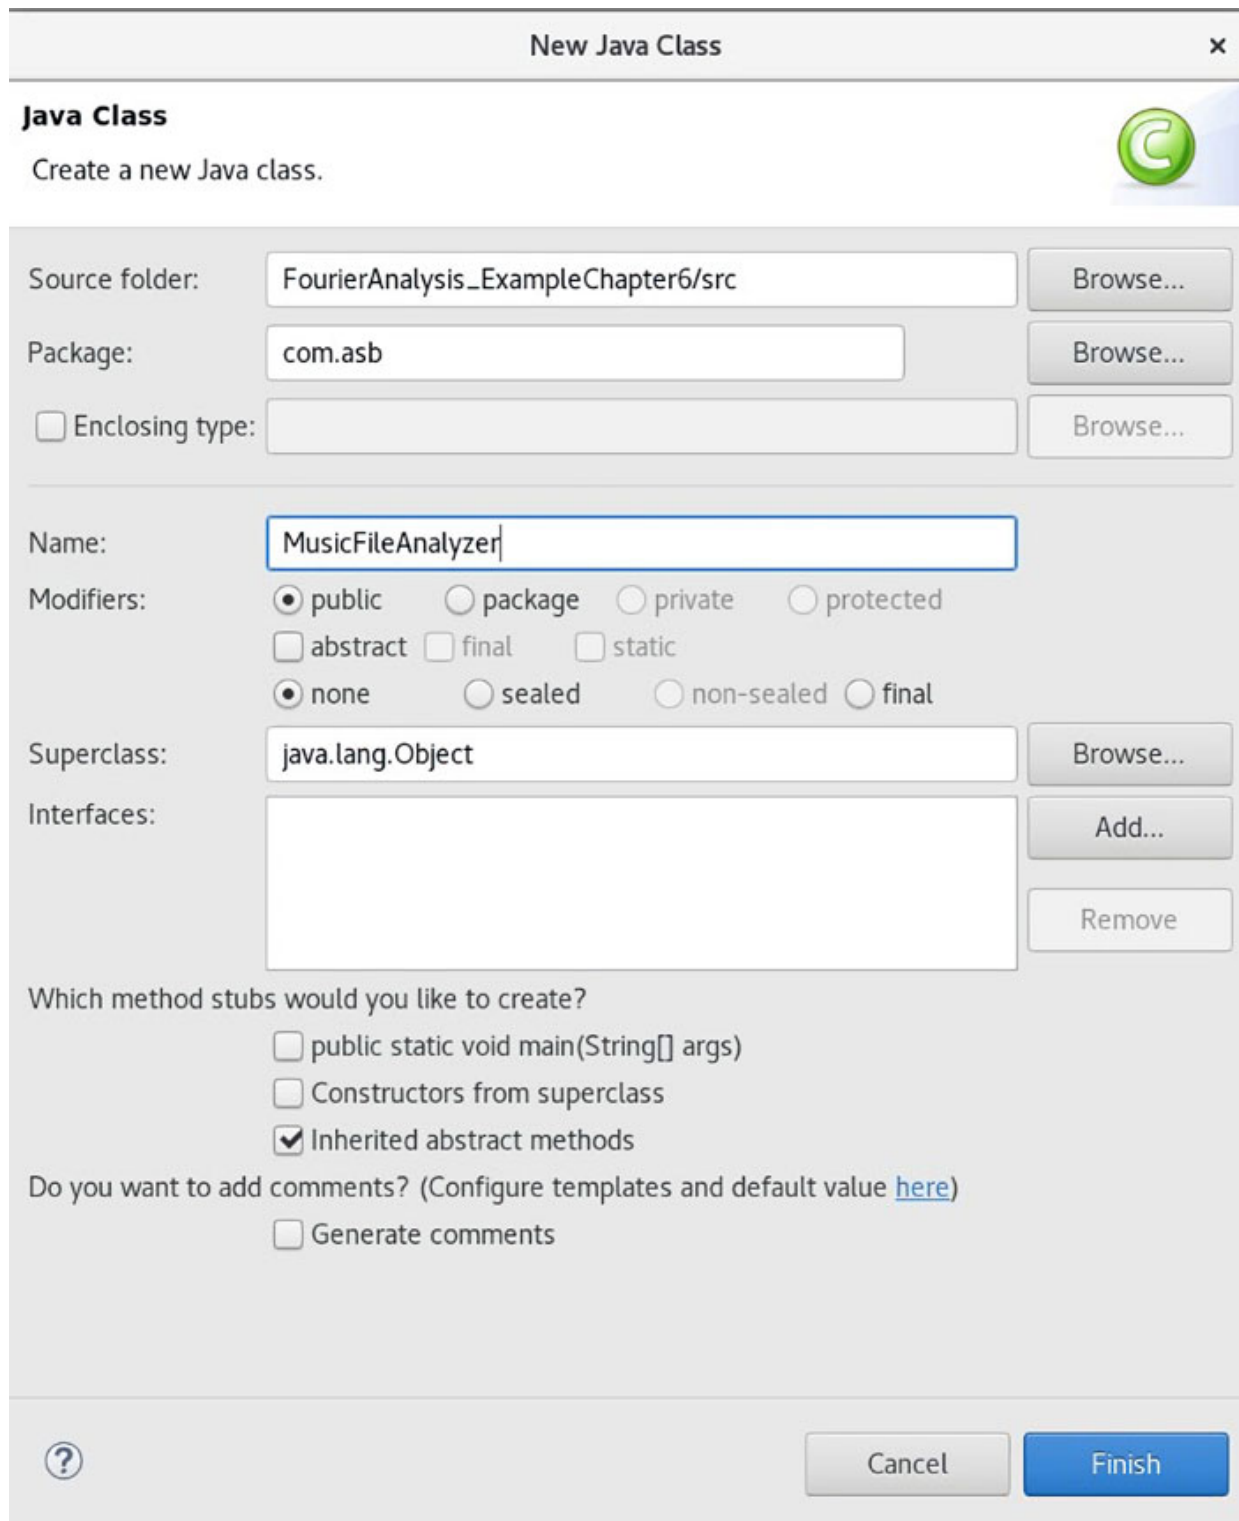 New Java Class ×
Java Class
Create a new Java class.
Source folder: FourierAnalysis_ExampleChapter6/src Browse...
Package: com.asb Browse...
Enclosing type: Browse...
Name: MusicFileAnalyzer
Modifiers: public package private protected
abstract final static
none sealed non-sealed final
Superclass: java.lang.Object Browse...
Interfaces: Add...
Remove
Which method stubs would you like to create?
public static void main(String[] args)
Constructors from superclass
Inherited abstract methods
Do you want to add comments? (Configure templates and default value here)
Generate comments
? Cancel Finish